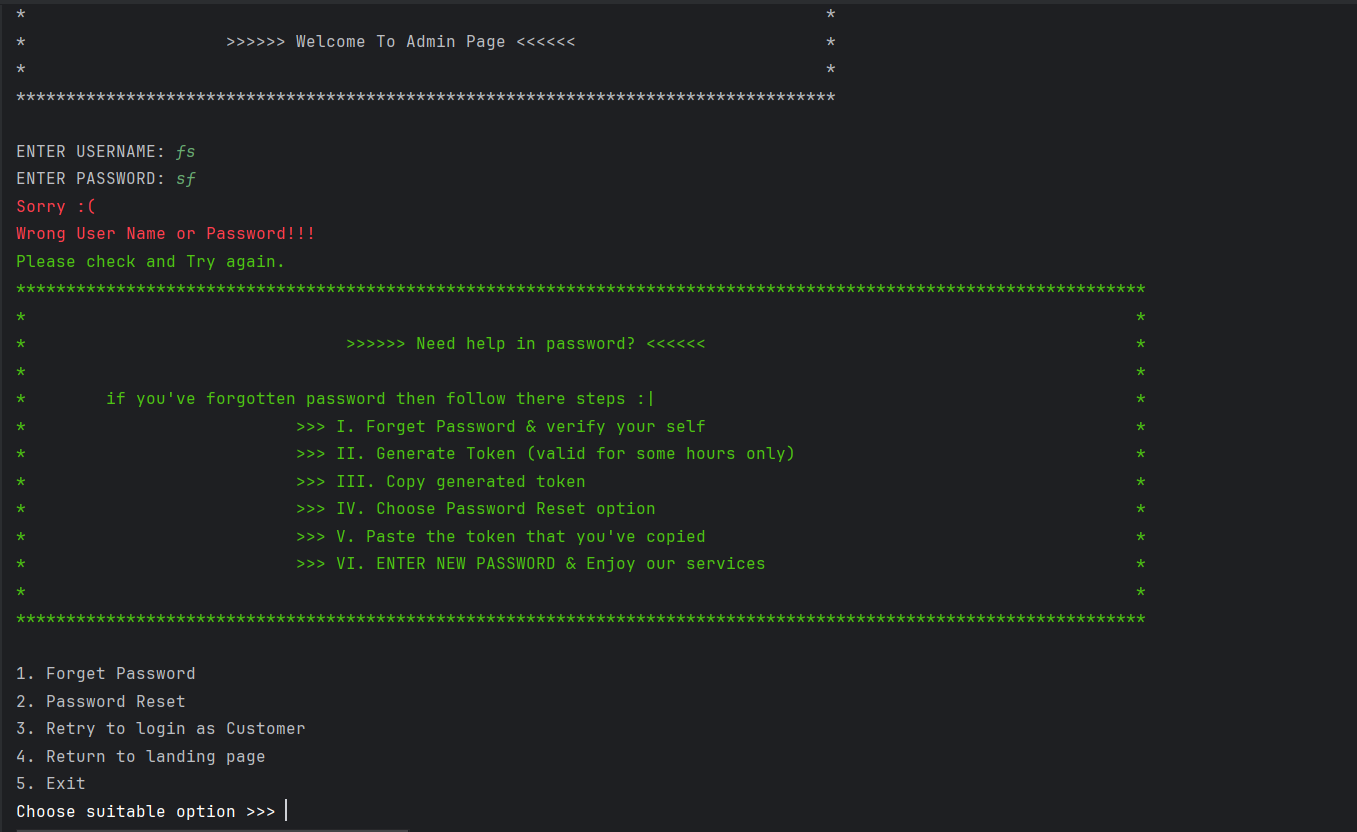 *                                                                                *
*                    >>>>>> Welcome To Admin Page <<<<<<                         *
*                                                                                *
**********************************************************************************
ENTER USERNAME: fs
ENTER PASSWORD: sf
Sorry :(
Wrong User Name or Password!!!
Please check and Try again.
*****************************************************************************************************************
*                                                                                                               *
*                                >>>>>> Need help in password? <<<<<<                                           *
*                                                                                                               *
*        if you've forgotten password then follow there steps :|                                                *
*                           >>> I. Forget Password & verify your self                                           *
*                           >>> II. Generate Token (valid for some hours only)                                  *
*                           >>> III. Copy generated token                                                       *
*                           >>> IV. Choose Password Reset option                                                *
*                           >>> V. Paste the token that you've copied                                           *
*                           >>> VI. ENTER NEW PASSWORD & Enjoy our services                                     *
*                                                                                                               *
*****************************************************************************************************************
1. Forget Password
2. Password Reset
3. Retry to login as Customer
4. Return to landing page
5. Exit
Choose suitable option >>>